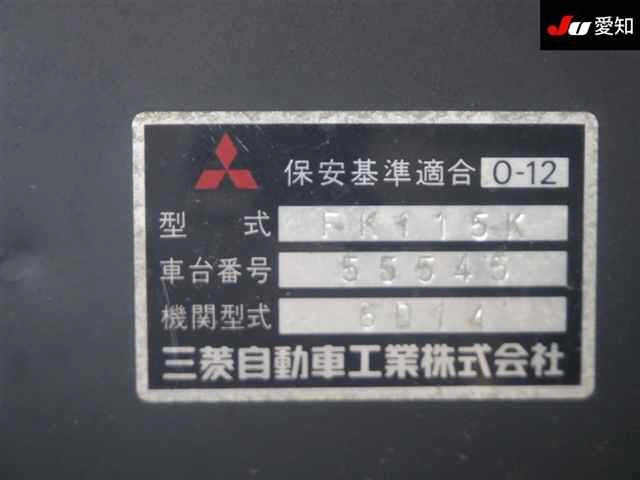 JU 愛知
保安基準適合 O-12
型 式 FK115K
車台番号 55545
機関型式 6D14
三菱自動車工業株式会社